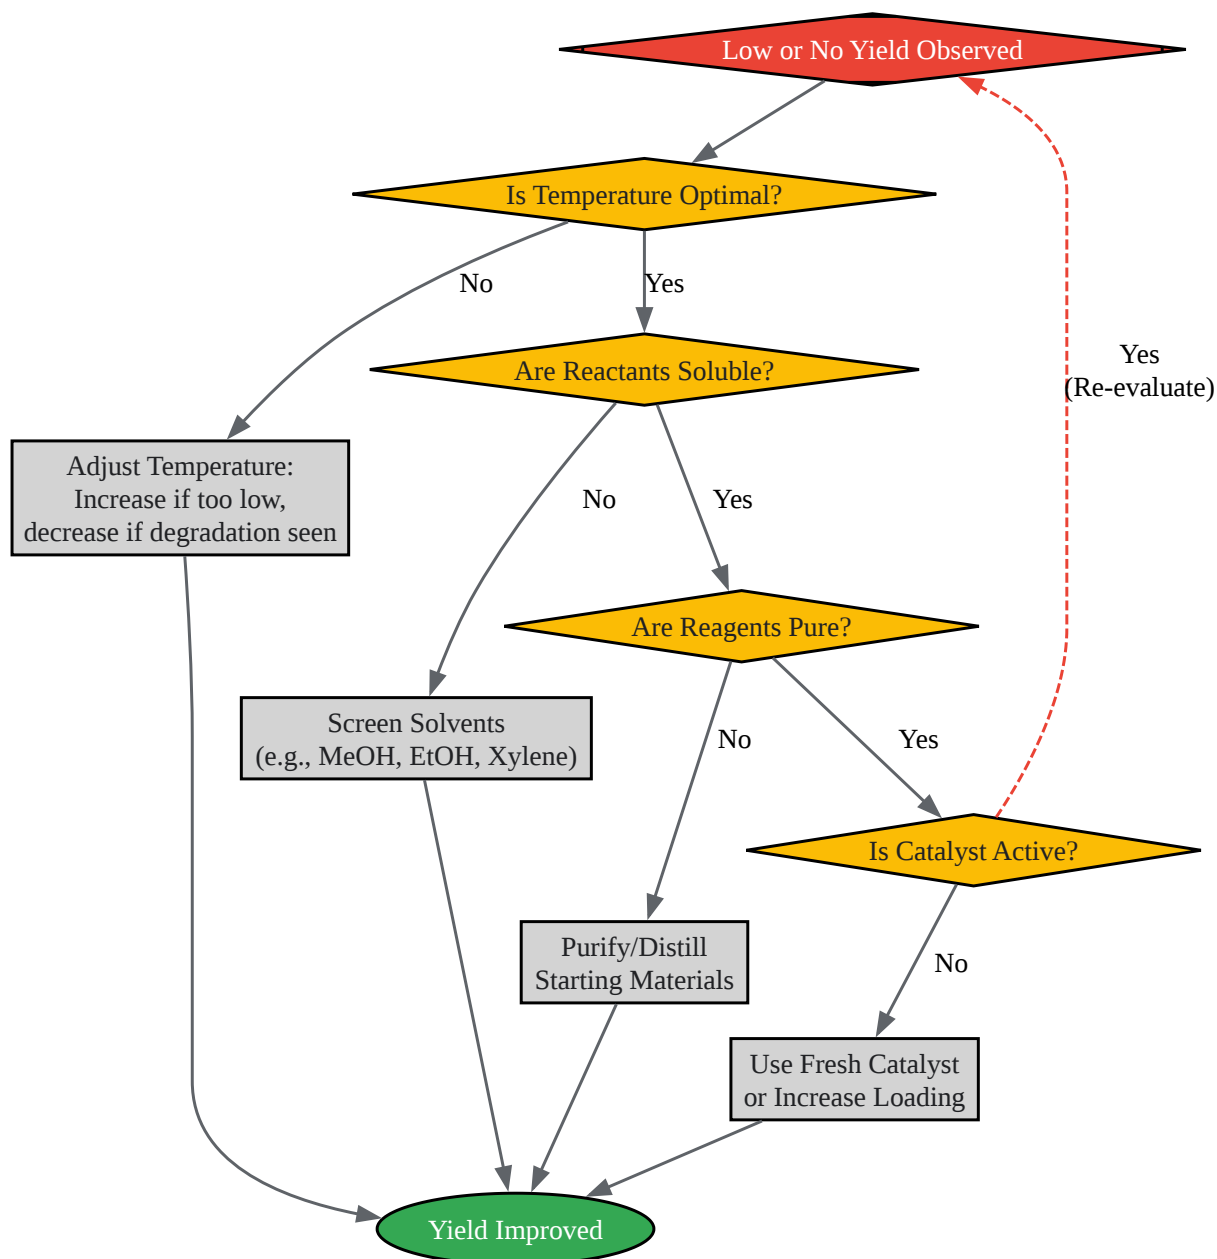 Low or No Yield Observed
Is Temperature Optimal?
No
Yes
Are Reactants Soluble?
Yes
(Re-evaluate)
Adjust Temperature:
Increase if too low,
decrease if degradation seen
No
Yes
Are Reagents Pure?
Screen Solvents
(e.g., MeOH, EtOH, Xylene)
No
Yes
Is Catalyst Active?
Purify/Distill
Starting Materials
No
Use Fresh Catalyst
or Increase Loading
Yield Improved